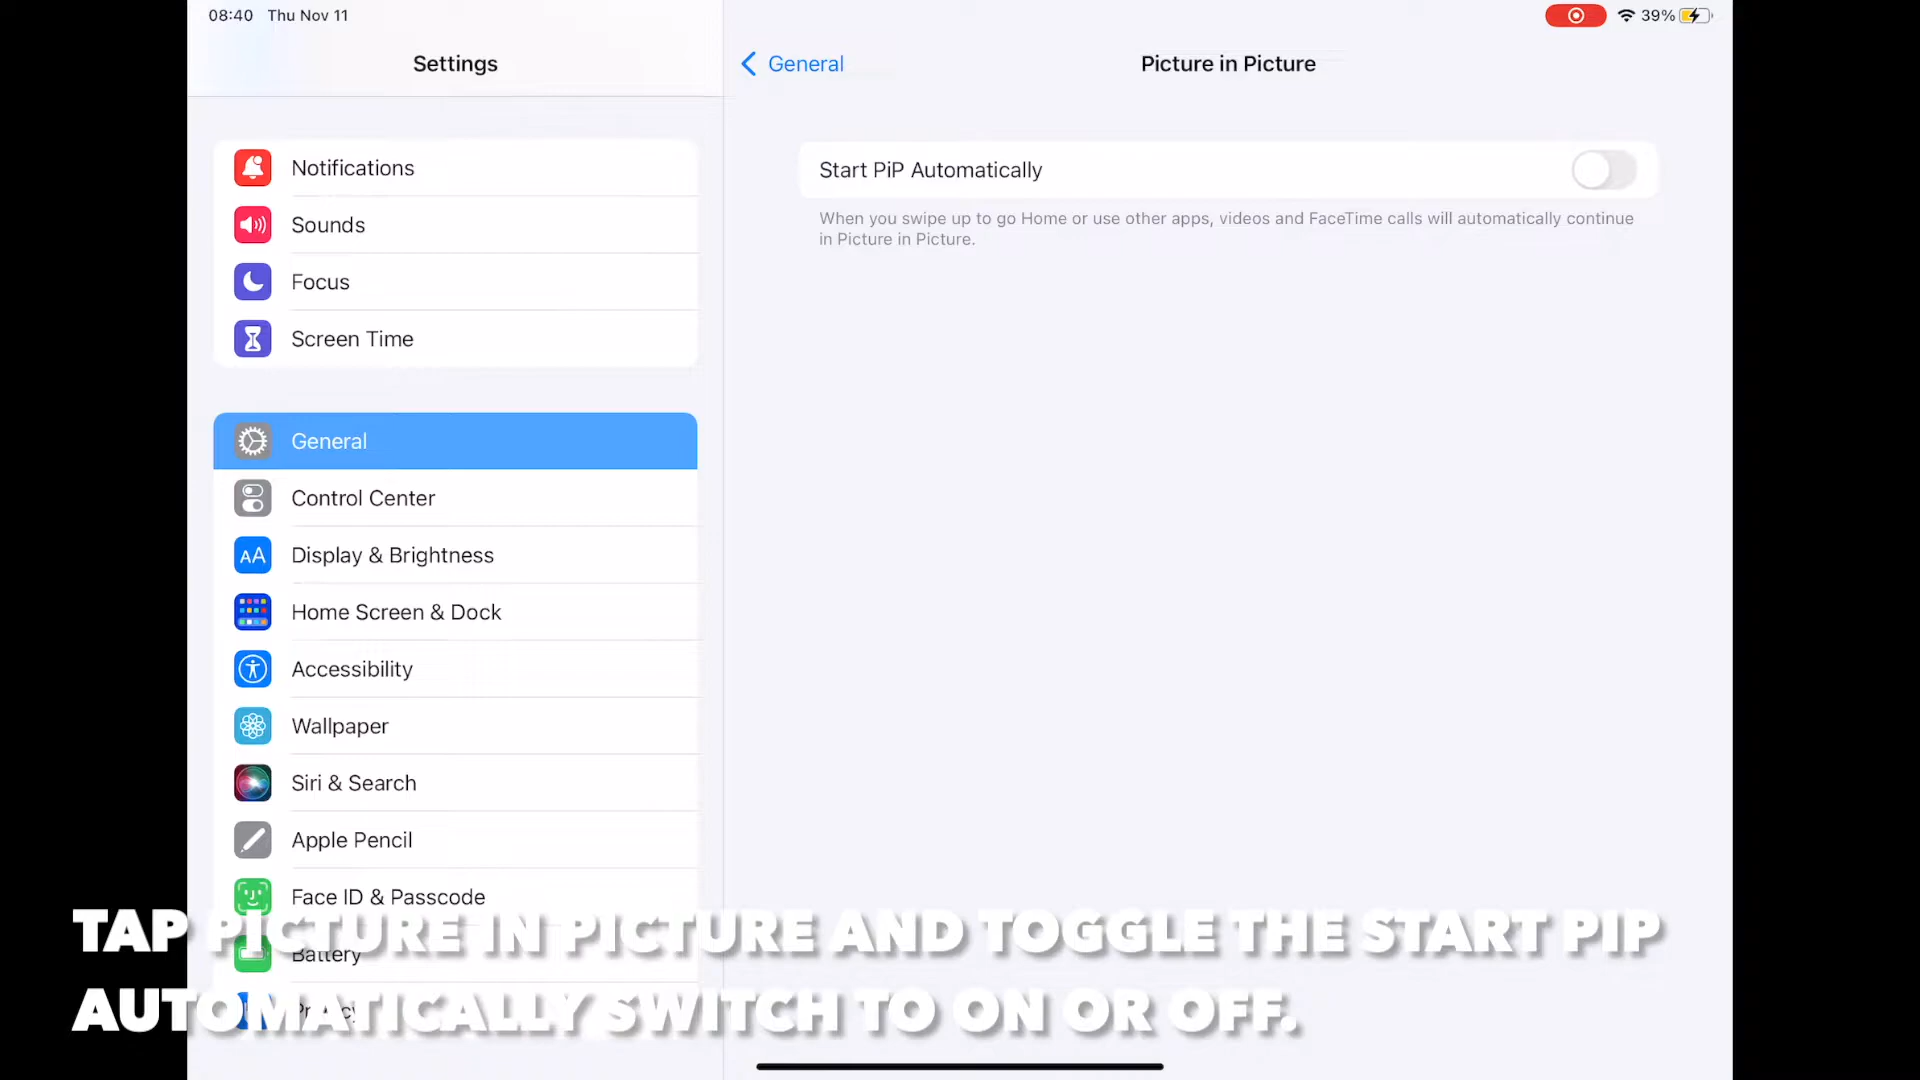 08:40 Thu Nov 11
39%
Settings
General
Picture in Picture
Notifications
Sounds
Focus
Screen Time
General
Control Center
AA Display & Brightness
Home Screen & Dock
Accessibility
Wallpaper
Siri & Search
Apple Pencil
Face ID & Passcode
Battery
Privacy
Start PiP Automatically
When you swipe up to go Home or use other apps, videos and FaceTime calls will automatically continue
in Picture in Picture.
TAP PICTURE IN PICTURE AND TOGGLE THE START PIP
AUTOMATICALLY SWITCH TO ON OR OFF.